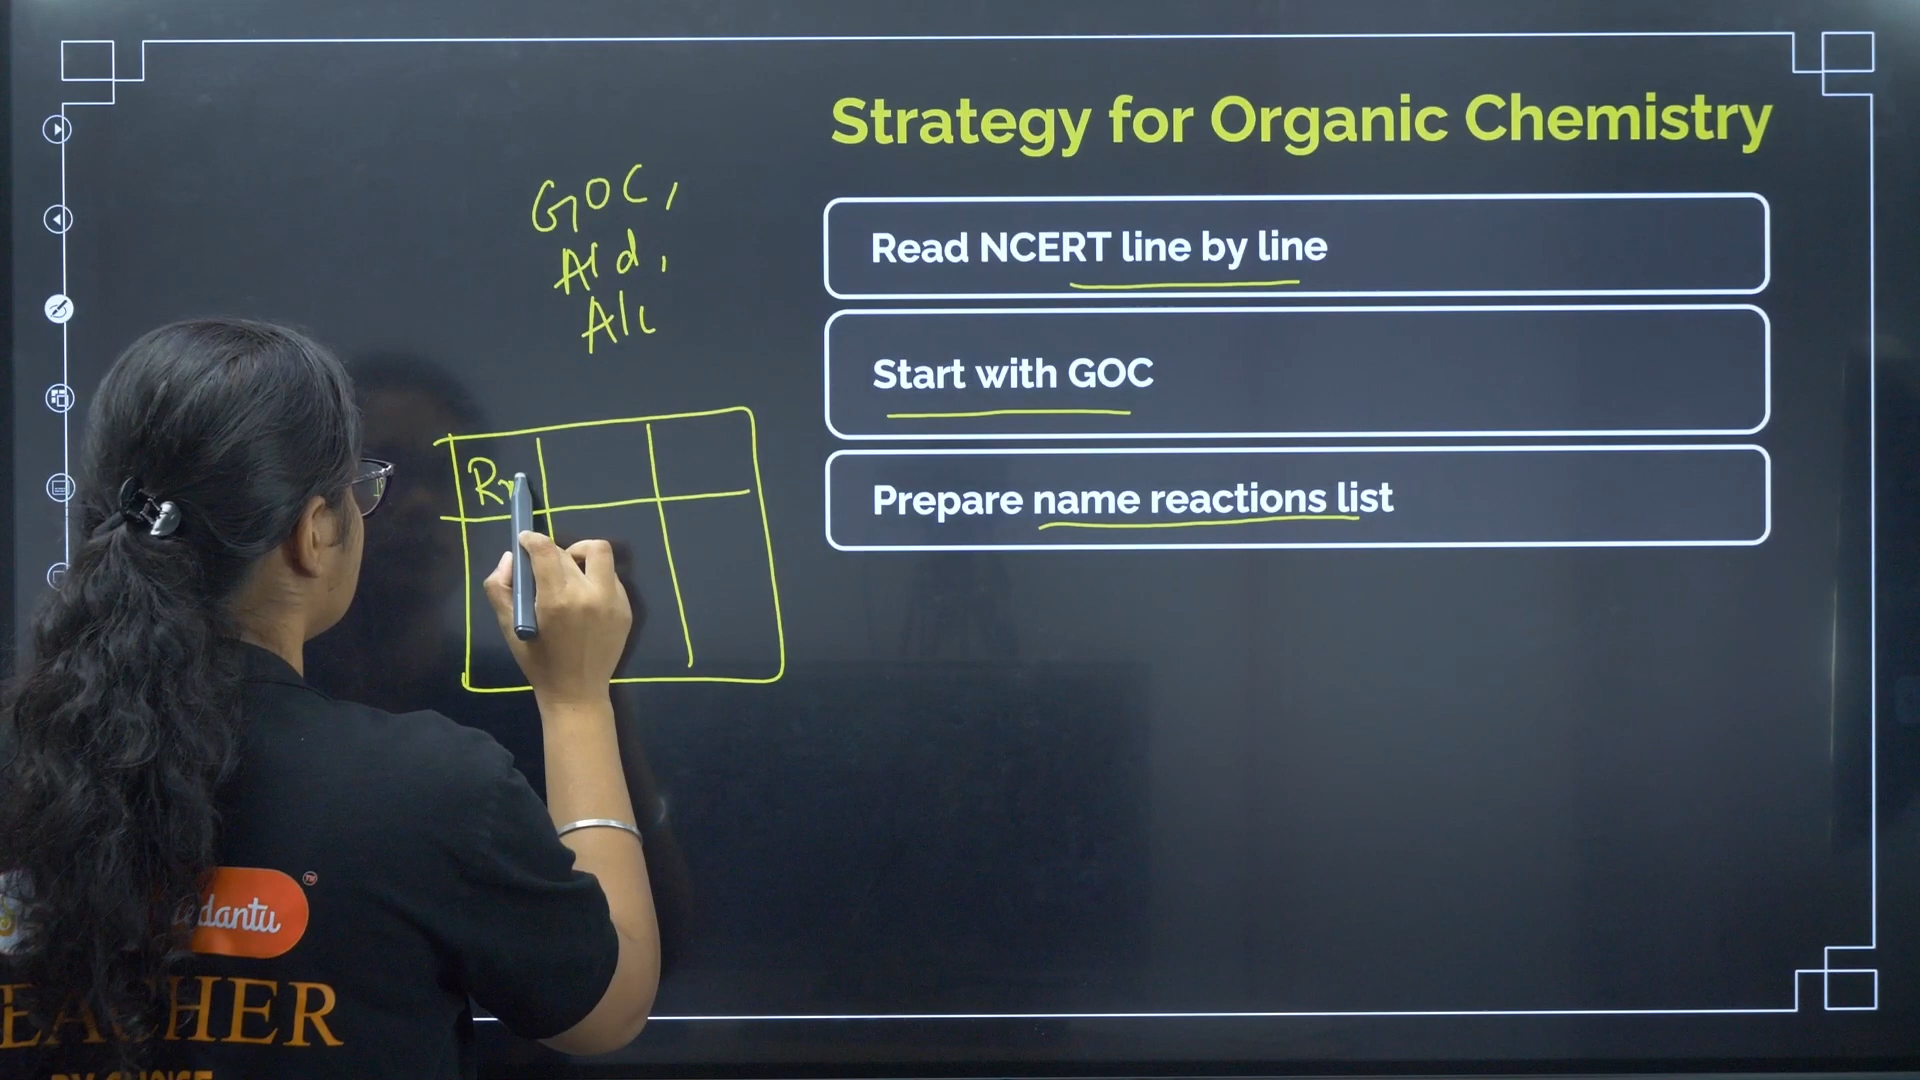 Strategy for Organic Chemistry
GOC,
Ald,
Alc
Read NCERT line by line
Start with GOC
Prepare name reactions list
TM
EACHER